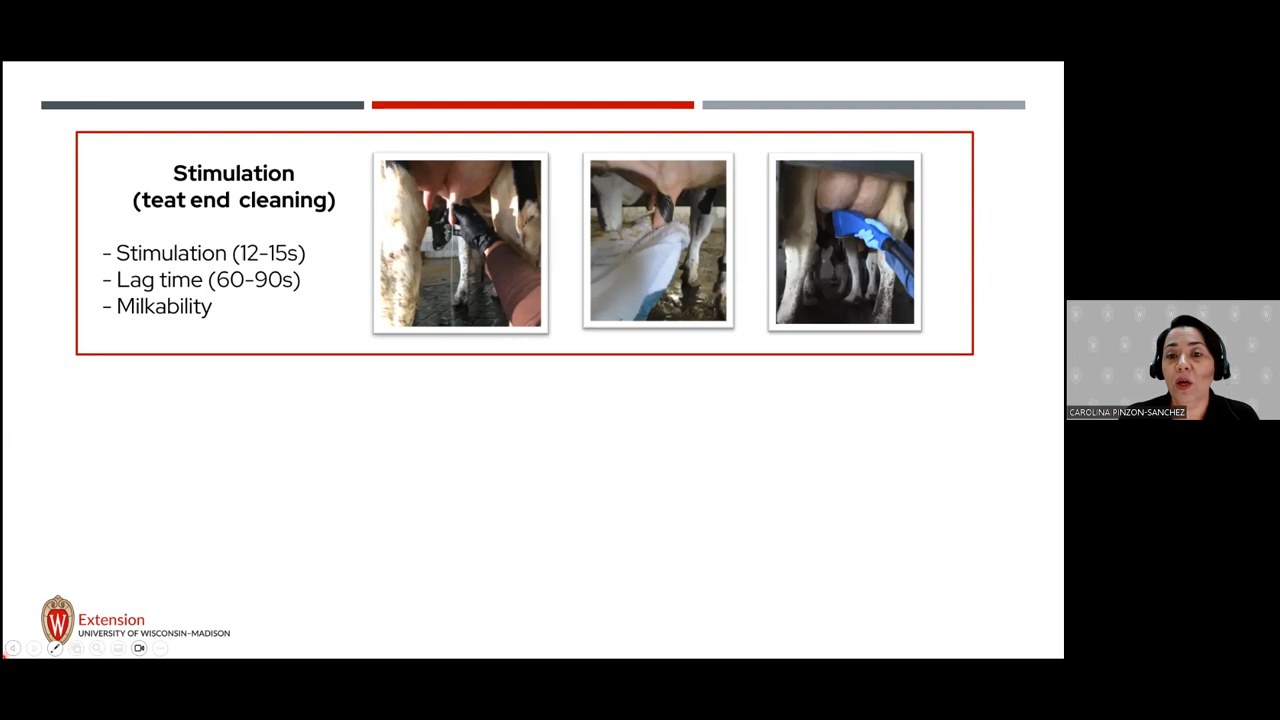 Stimulation
(teat end cleaning)
- Stimulation (12-15s)
- Lag time (60-90s)
- Milkability
W
Extension
UNIVERSITY OF WISCONSIN-MADISON
CAROLINA PINZON-SANCHEZ